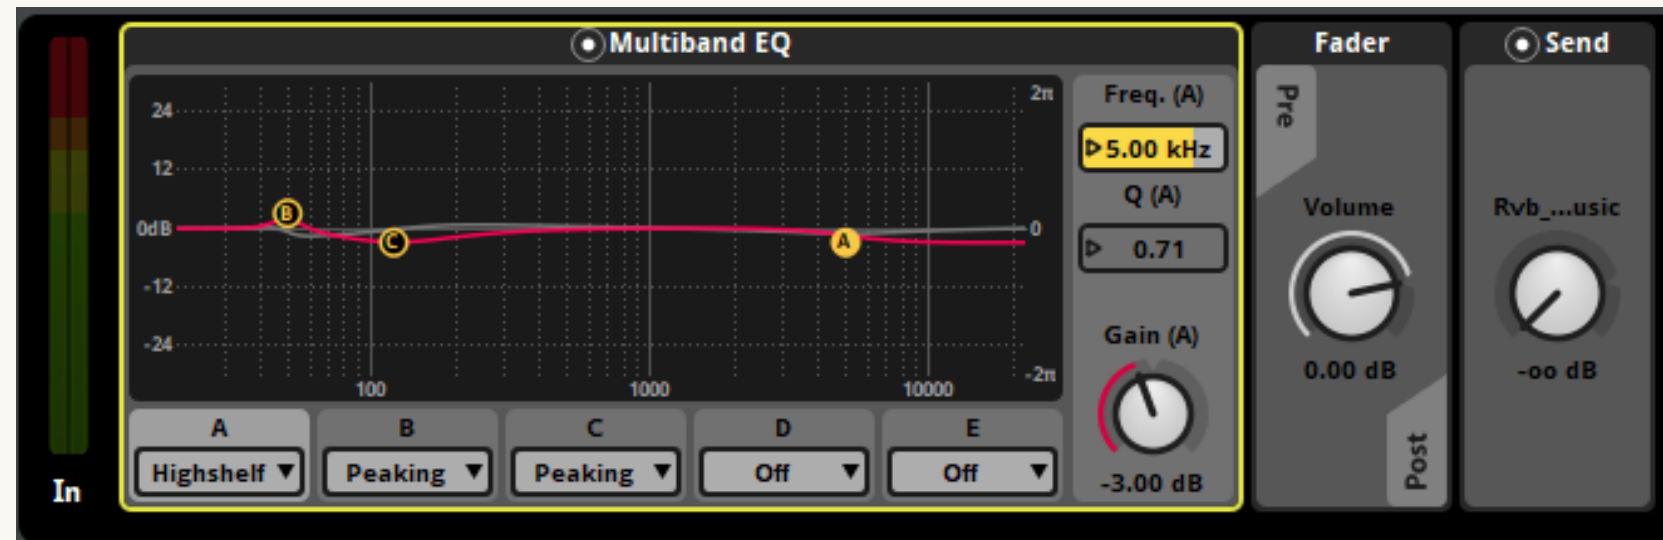 Multiband EQ
Fader
Send
24
12
0dB
-12
-24
2π
0
-2π
100
1000
10000
B
C
A
Freq. (A)
5.00 kHz
Q (A)
0.71
Gain (A)
-3.00 dB
Pre
Volume
0.00 dB
Post
Rvb_...usic
-oo dB
A
B
C
D
E
Highshelf
Peaking
Peaking
Off
Off
In